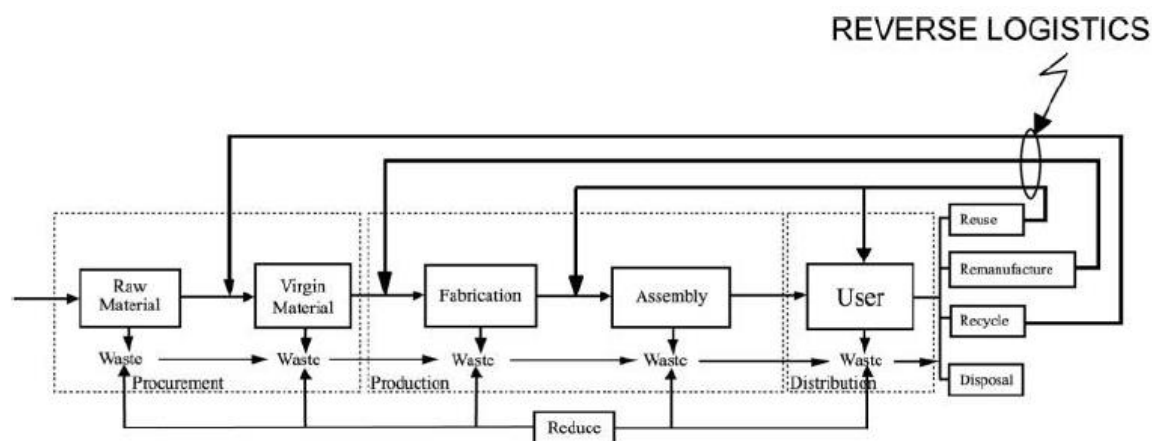 REVERSE LOGISTICS
Reuse
Remanufacture
Raw
Material
Virgin
Material
Fabrication
Assembly
User
Recycle
Waste
Waste
Waste
Waste
Waste
Procurement
Production
Distribution
Disposal
Reduce